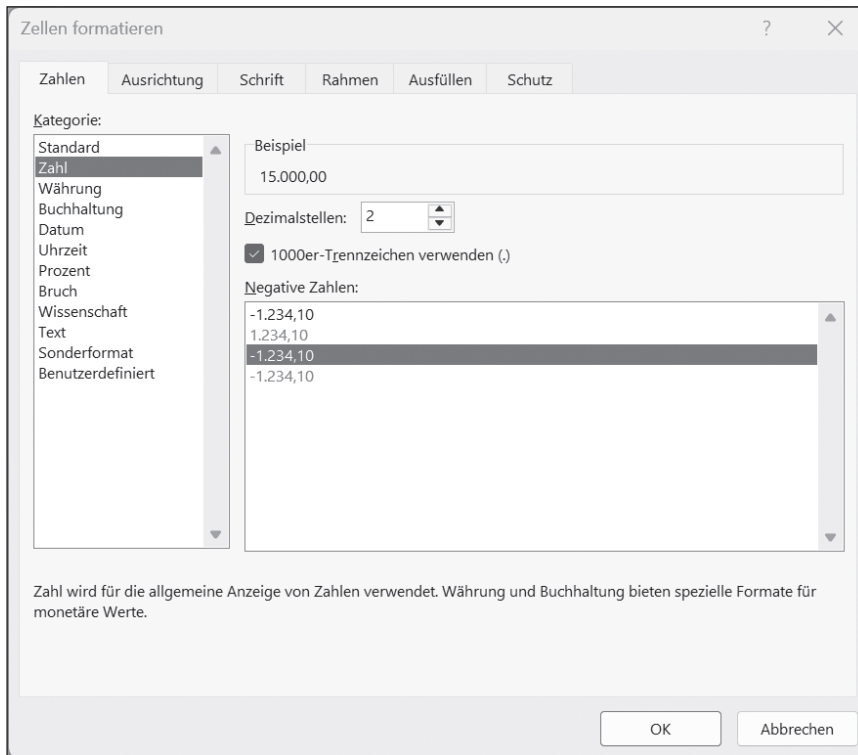 Zellen formatieren
?
Zahlen Ausrichtung Schrift Rahmen Ausfüllen Schutz
Kategorie:
Standard
Zahl
Währung
Buchhaltung
Datum
Uhrzeit
Prozent
Bruch
Wissenschaft
Text
Sonderformat
Benutzerdefiniert
Beispiel
15.000,00
Dezimalstellen: 2
1000er-Trennzeichen verwenden (.)
Negative Zahlen:
-1.234,10
1.234,10
-1.234,10
-1.234,10
Zahl wird für die allgemeine Anzeige von Zahlen verwendet. Währung und Buchhaltung bieten spezielle Formate für
monetäre Werte.
OK Abbrechen